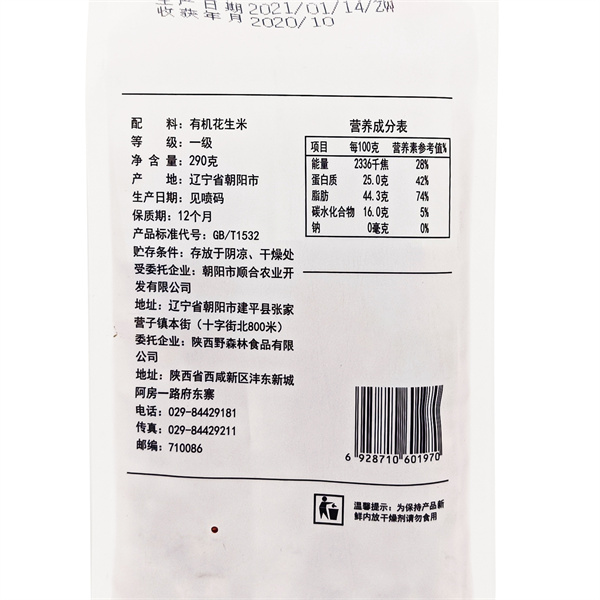 生产日期2021/01/14/ZW
收获年月2020/10
配　料：有机花生米
等　级：一级
净 含 量：290克
产　地：辽宁省朝阳市
生产日期：见喷码
保质期：12个月
产品标准代号：GB/T1532
贮存条件：存放于阴凉、干燥处
受委托企业：朝阳市顺合农业开
发有限公司
地址：辽宁省朝阳市建平县张家
营子镇本街（十字街北800米）
委托企业：陕西野森林食品有限
公司
地址：陕西省西咸新区沣东新城
阿房一路府东寨
电话：029-84429181
传真：029-84429211
邮编：710086
营养成分表
项目 每100克 营养素参考值%
能量 2336千焦 28%
蛋白质 25.0克 42%
脂肪 44.3克 74%
碳水化合物 16.0克 5%
钠 0毫克 0%
6 928710 601970
温馨提示：为保持产品新
鲜内放干燥剂请勿食用